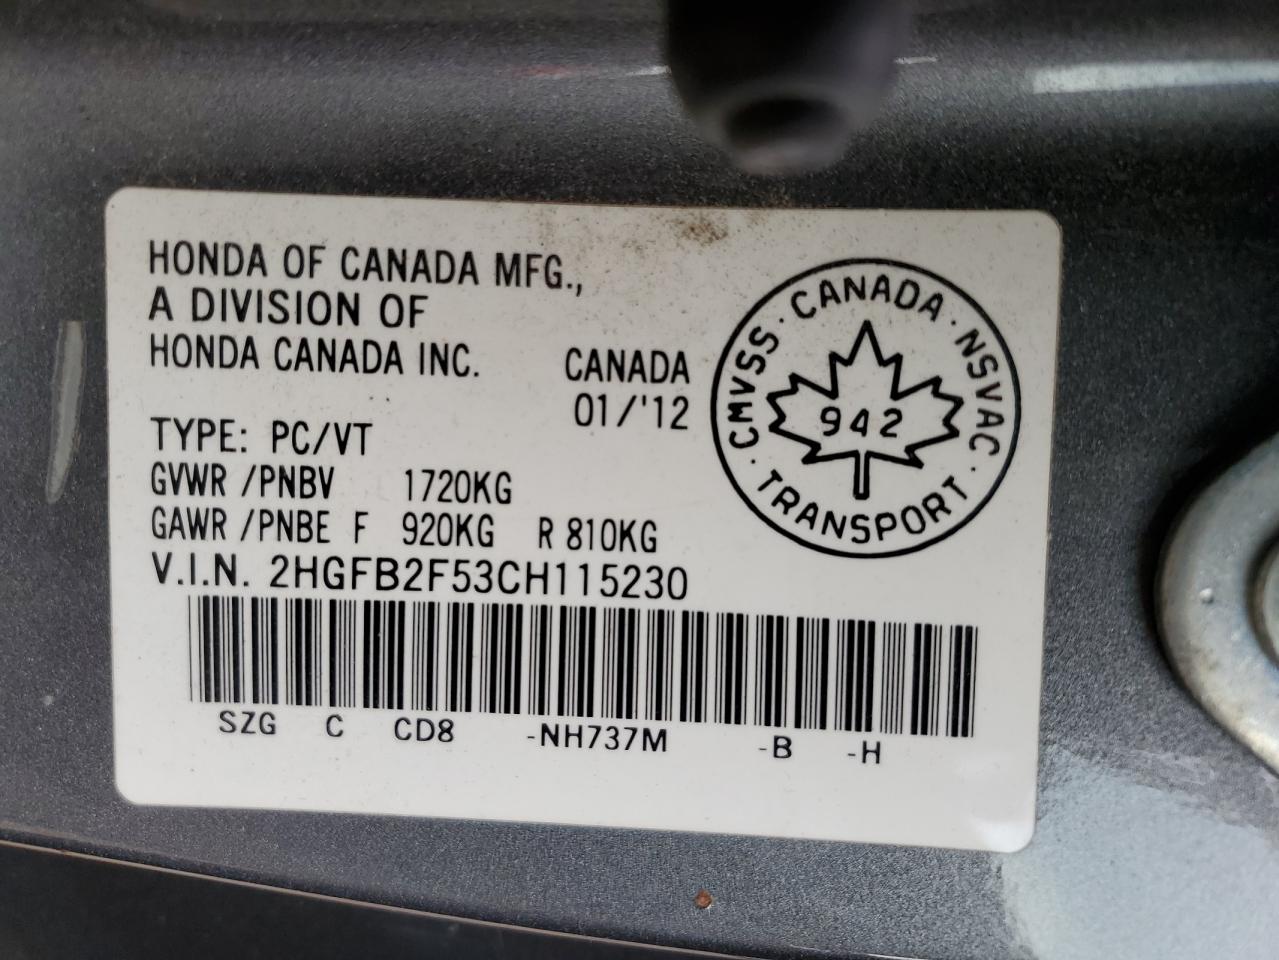 HONDA OF CANADA MFG.,
A DIVISION OF
HONDA CANADA INC.
CANADA
01/'12
TYPE: PC/VT
GVWR /PNBV 1720KG
GAWR /PNBE F 920KG R 810KG
V.I.N. 2HGFB2F53CH115230
SZG C CD8 -NH737M -B -H
CMVSS · CANADA · NSVAC · TRANSPORT ·
942